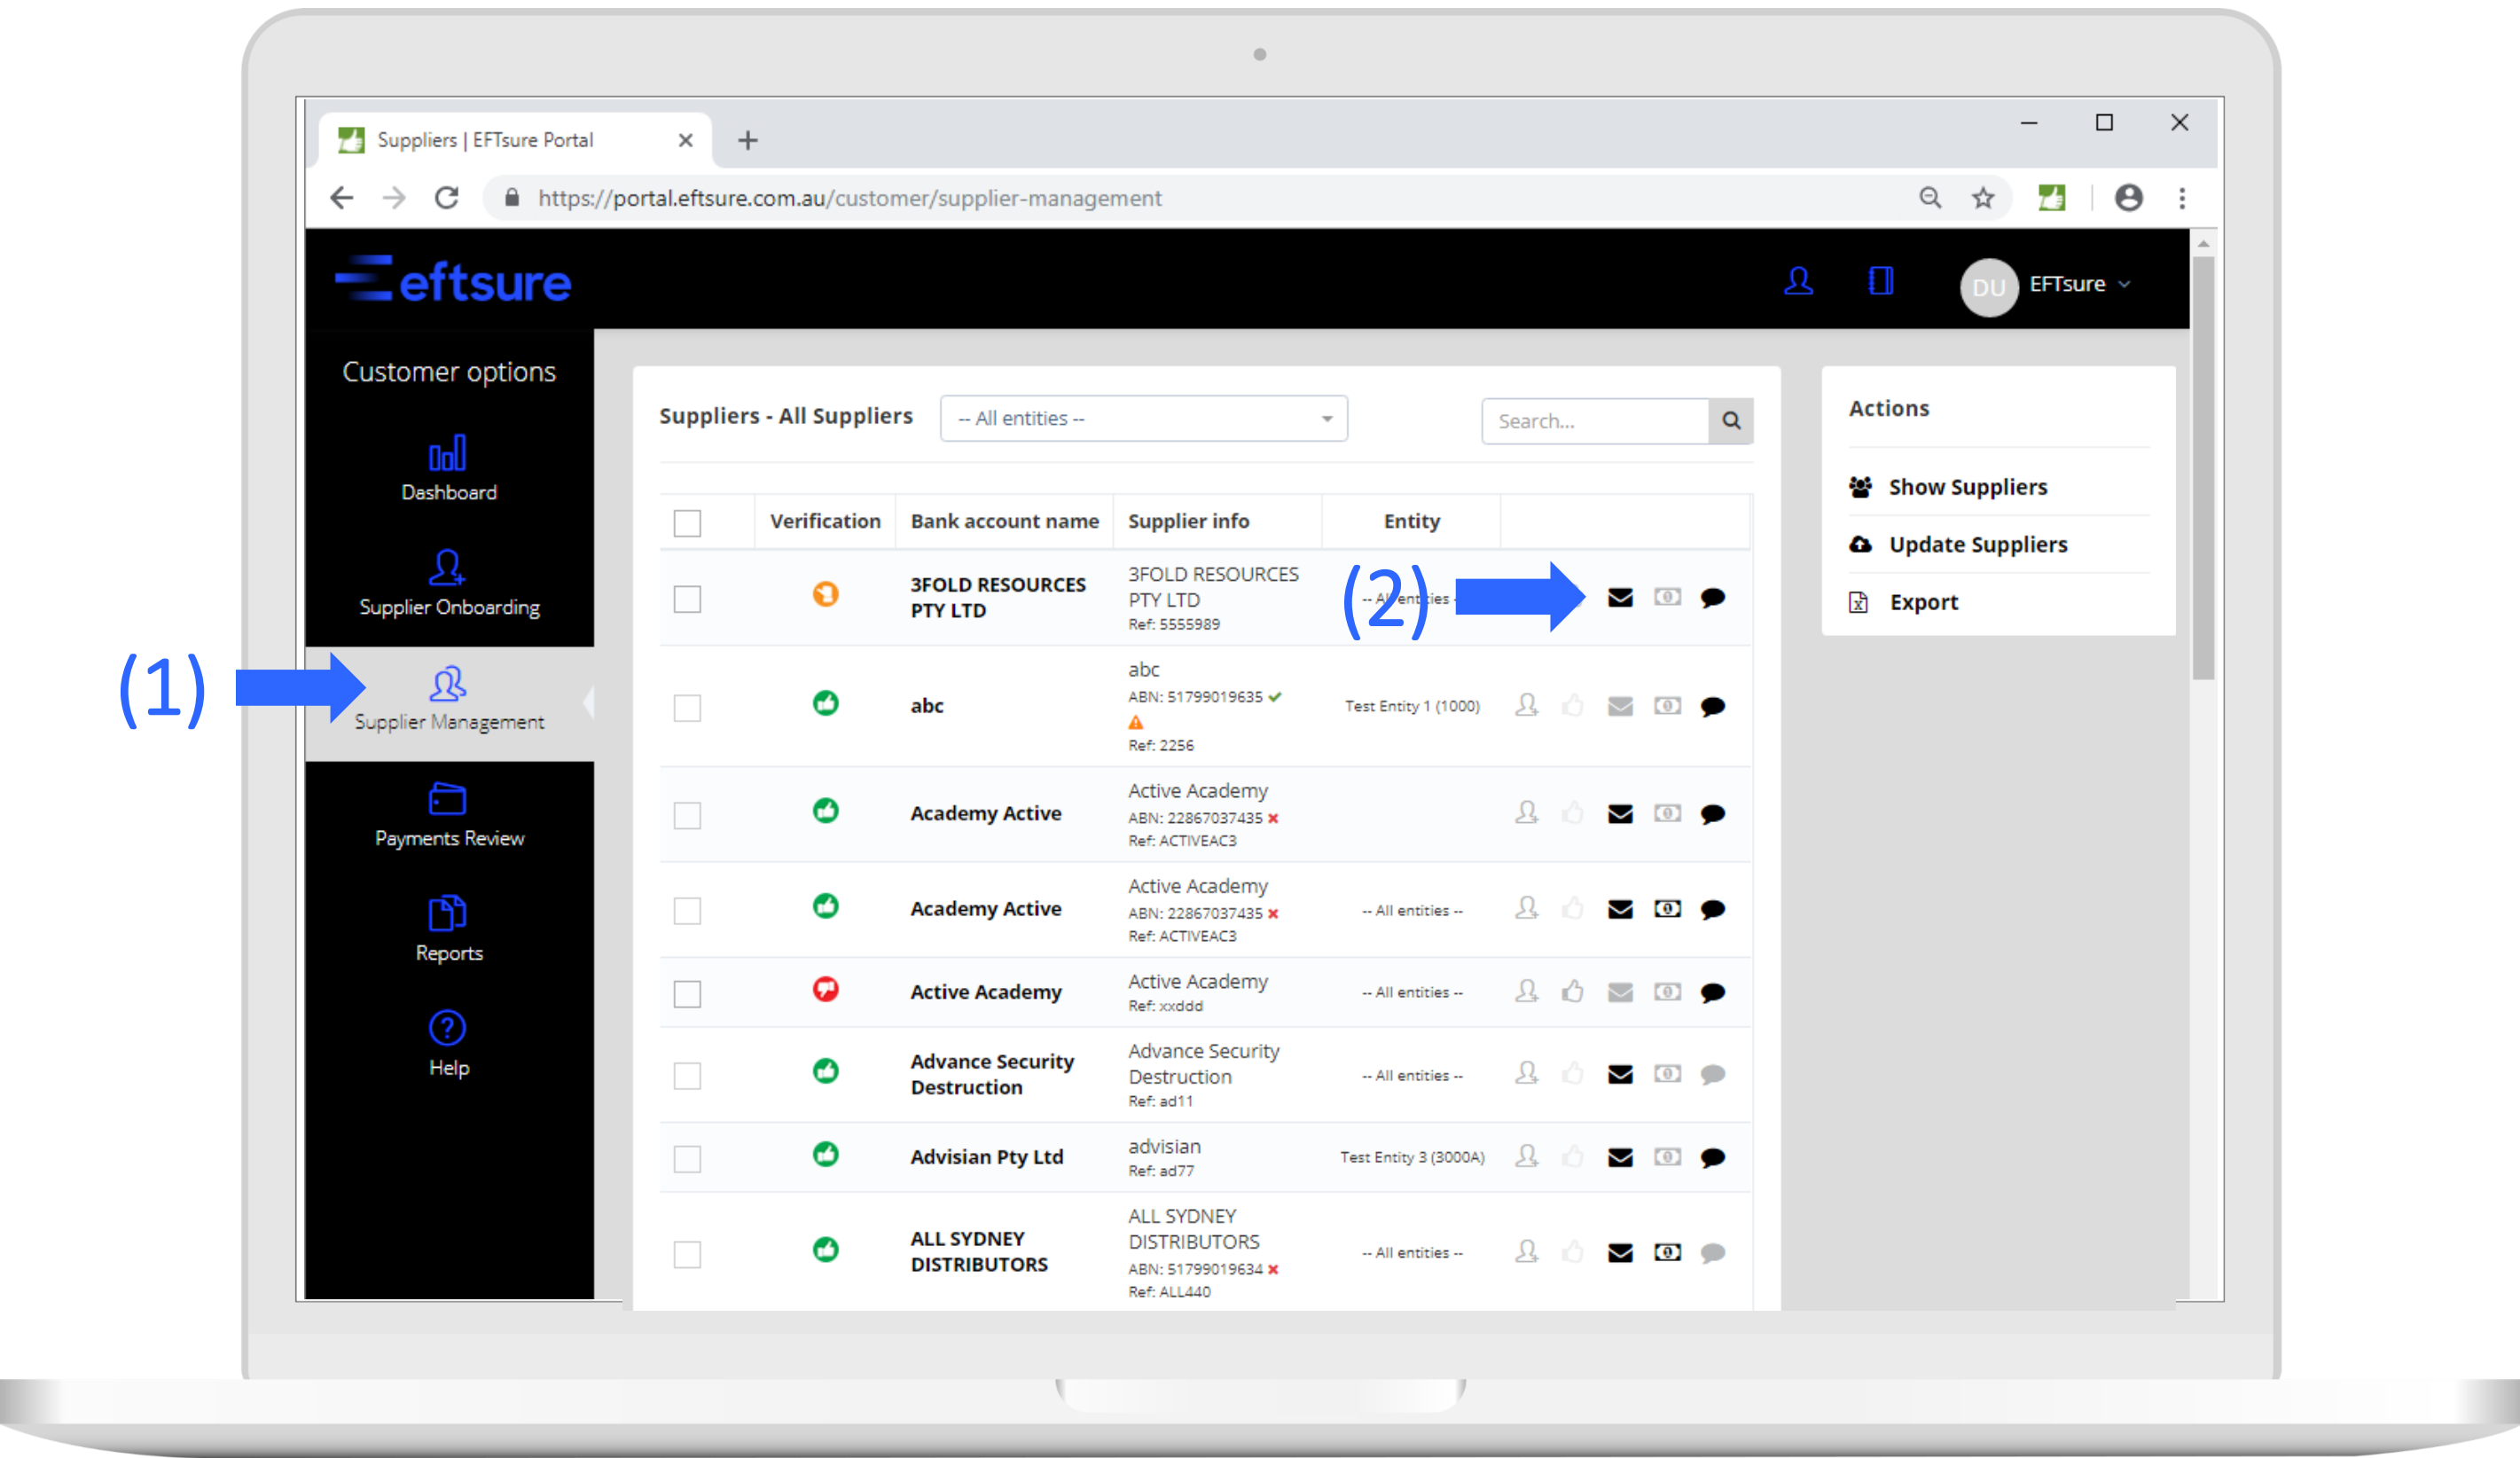 Suppliers | EFTsure Portal
https://portal.eftsure.com.au/customer/supplier-management
eftsure
DU
EFTsure
Customer options
Dashboard
Supplier Onboarding
(1)
Supplier Management
Payments Review
Reports
Help
Suppliers - All Suppliers
-- All entities --
Search...
Verification Bank account name Supplier info Entity
3FOLD RESOURCES
PTY LTD
3FOLD RESOURCES
PTY LTD
Ref: 5555989
-- All entities
(2)
abc
abc
ABN: 51799019635
Ref: 2256
Test Entity 1 (1000)
Academy Active
Active Academy
ABN: 22867037435
Ref: ACTIVEAC3
Academy Active
Active Academy
ABN: 22867037435
Ref: ACTIVEAC3
-- All entities --
Active Academy
Active Academy
Ref: xxddd
-- All entities --
Advance Security
Destruction
Advance Security
Destruction
Ref: ad11
-- All entities --
Advisian Pty Ltd
advisian
Ref: ad77
Test Entity 3 (3000A)
ALL SYDNEY
DISTRIBUTORS
ALL SYDNEY
DISTRIBUTORS
ABN: 51799019634
Ref: ALL440
-- All entities --
Actions
Show Suppliers
Update Suppliers
Export